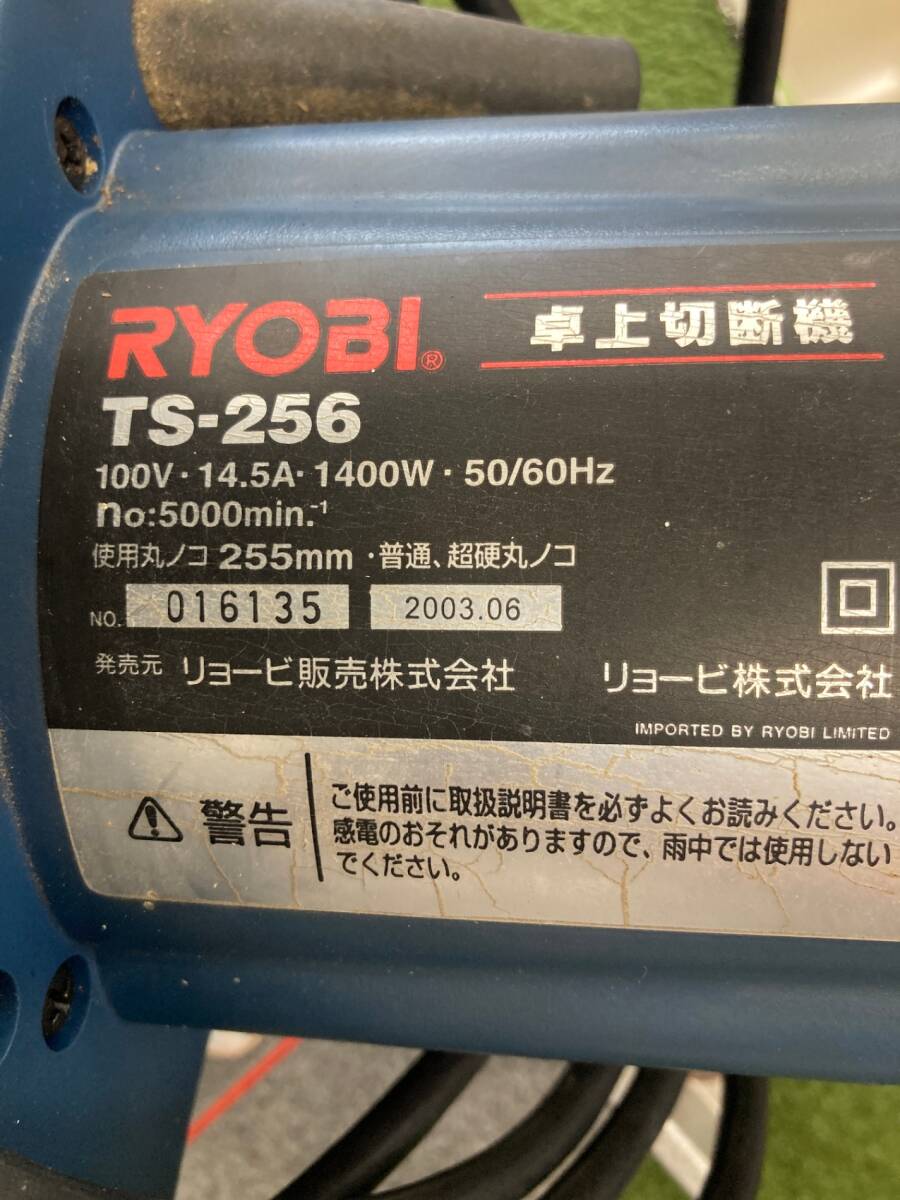 RYOBI®
卓上切断機
TS-256
100V・14.5A・1400W・50/60Hz
no:5000min.-1
使用丸ノコ 255mm ・普通、超硬丸ノコ
NO. 016135 2003.06
発売元 リョービ販売株式会社 リョービ株式会社
IMPORTED BY RYOBI LIMITED
警告
ご使用前に取扱説明書を必ずよくお読みください。
感電のおそれがありますので、雨中では使用しない
でください。